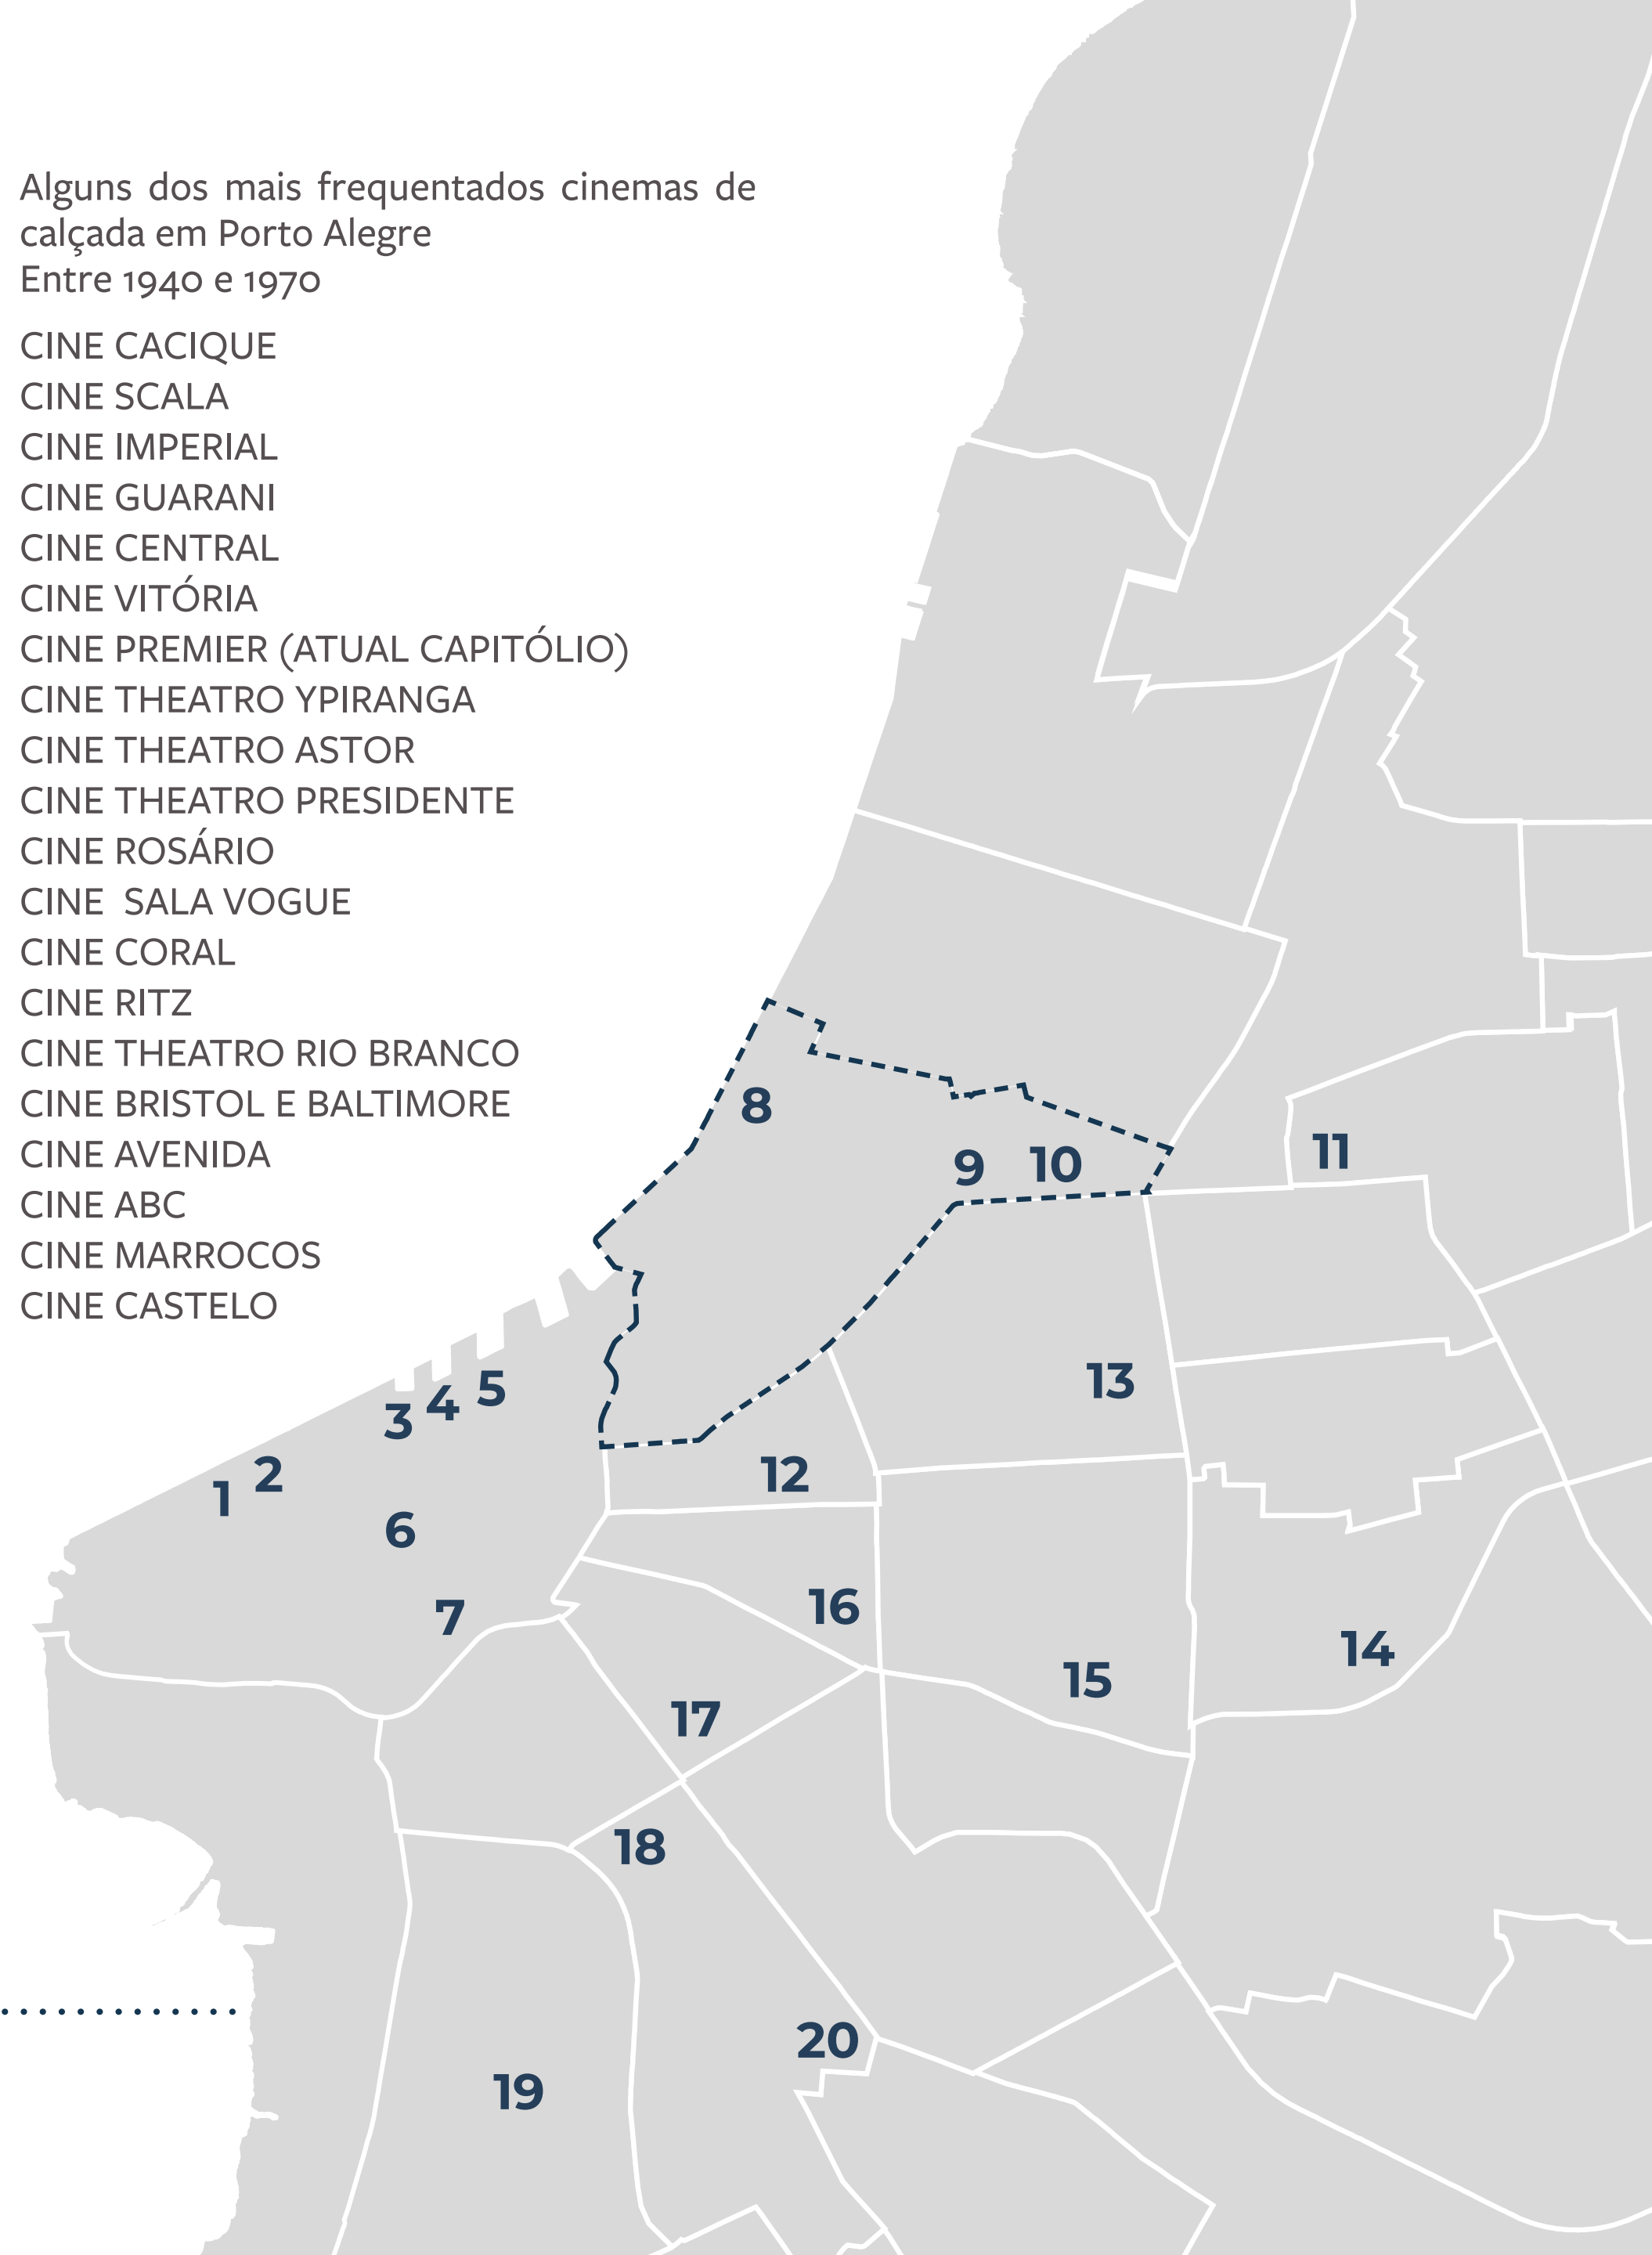 Alguns dos mais frequentados cinemas de
calçada em Porto Alegre
Entre 1940 e 1970
CINE CACIQUE
CINE SCALA
CINE IMPERIAL
CINE GUARANI
CINE CENTRAL
CINE VITÓRIA
CINE PREMIER (ATUAL CAPITÓLIO)
CINE THEATRO YPIRANGA
CINE THEATRO ASTOR
CINE THEATRO PRESIDENTE
CINE ROSÁRIO
CINE SALA VOGUE
CINE CORAL
CINE RITZ
CINE THEATRO RIO BRANCO
CINE BRISTOL E BALTIMORE
CINE AVENIDA
CINE ABC
CINE MARROCOS
CINE CASTELO
1
2
3
4
5
6
7
8
9
10
11
12
13
14
15
16
17
18
19
20